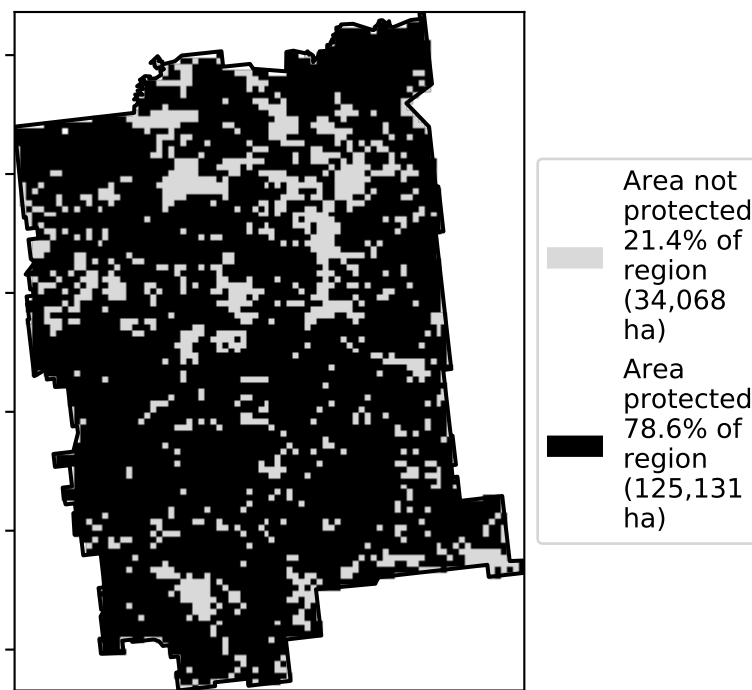 Area not
protected
21.4% of
region
(34,068
ha)
Area
protected
78.6% of
region
(125,131
ha)